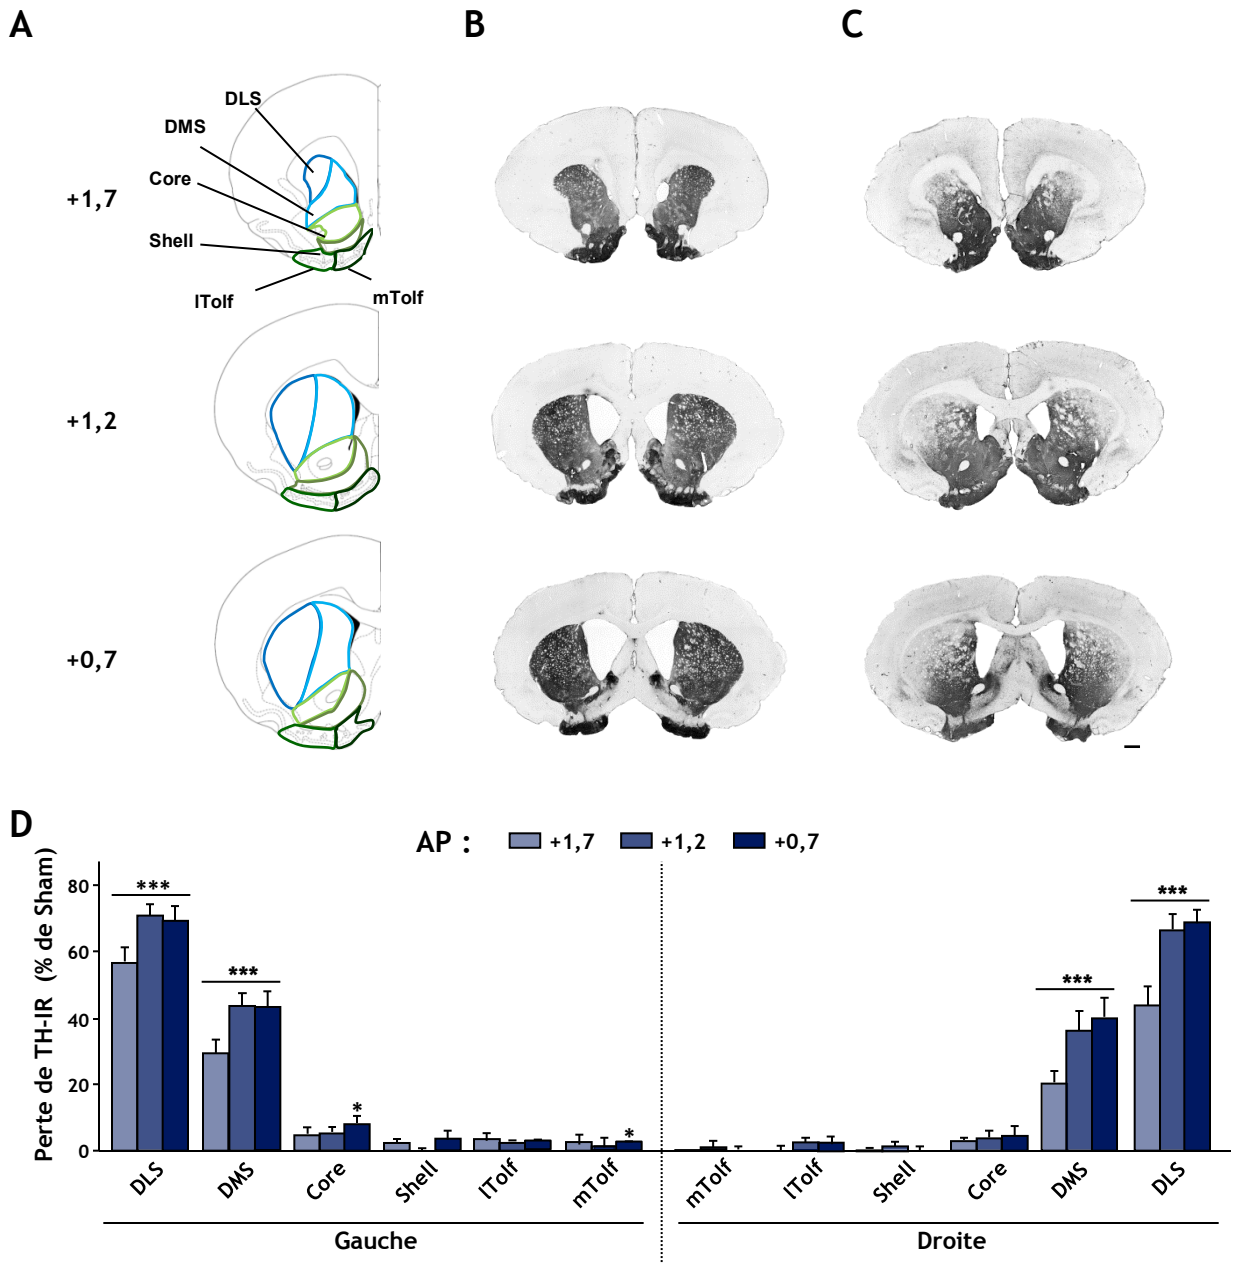 A
B
C
DLS
DMS
Core
Shell
lTolf
mTolf
+1,7
+1,2
+0,7
D
AP : +1,7 +1,2 +0,7
Perte de TH-IR (% de Sham)
80
60
40
20
0
*** *** * * *** ***
DLS DMS Core Shell lTolf mTolf mTolf lTolf Shell Core DMS DLS
Gauche Droite